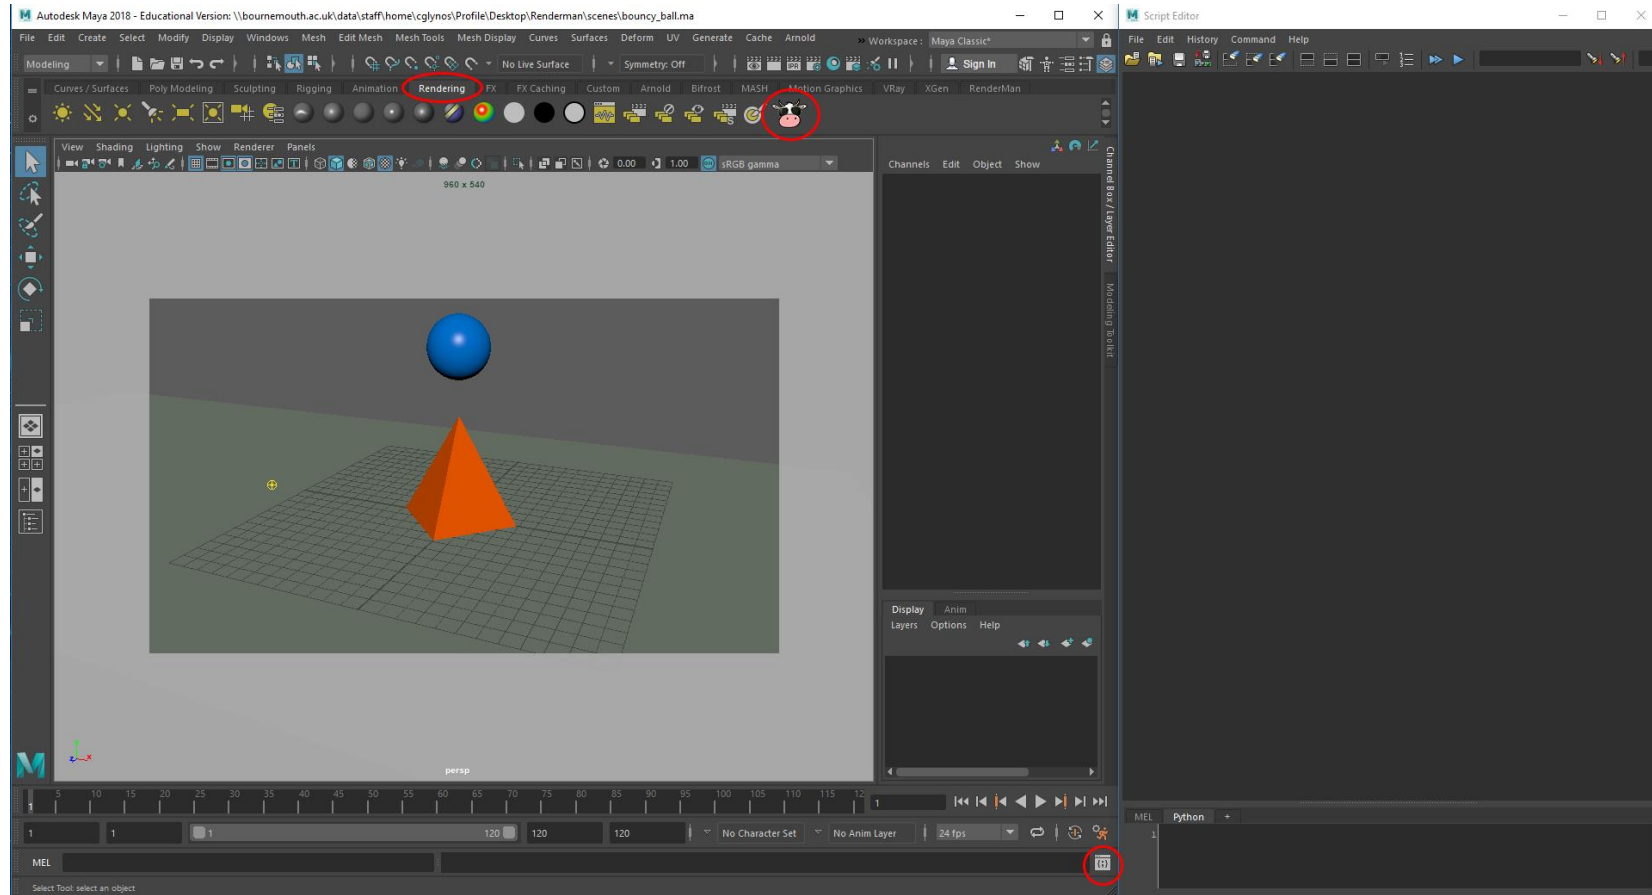 Autodesk Maya 2018 - Educational Version: \\bournemouth.ac.uk\data\staff\home\cglynos\Profile\Desktop\Renderman\scenes\bouncy_ball.ma
File Edit Create Select Modify Display Windows Mesh Edit Mesh Mesh Tools Mesh Display Curves Surfaces Deform UV Generate Cache Arnold » Workspace: Maya Classic*
Modeling No Live Surface Symmetry: Off Sign In
Curves / Surfaces Poly Modeling Sculpting Rigging Animation Rendering FX FX Caching Custom Arnold Bifrost MASH Motion Graphics VRay XGen RenderMan
View Shading Lighting Show Renderer Panels
0.00 1.00 sRGB gamma
960 x 540
persp
Channels Edit Object Show
Channel Box / Layer Editor
Modeling Toolkit
Display Anim
Layers Options Help
1 5 10 15 20 25 30 35 40 45 50 55 60 65 70 75 80 85 90 95 100 105 110 115 12 1
1 1 1 120 120 120 No Character Set No Anim Layer 24 fps
MEL
Select Tool: select an object
Script Editor
File Edit History Command Help
MEL Python +
1